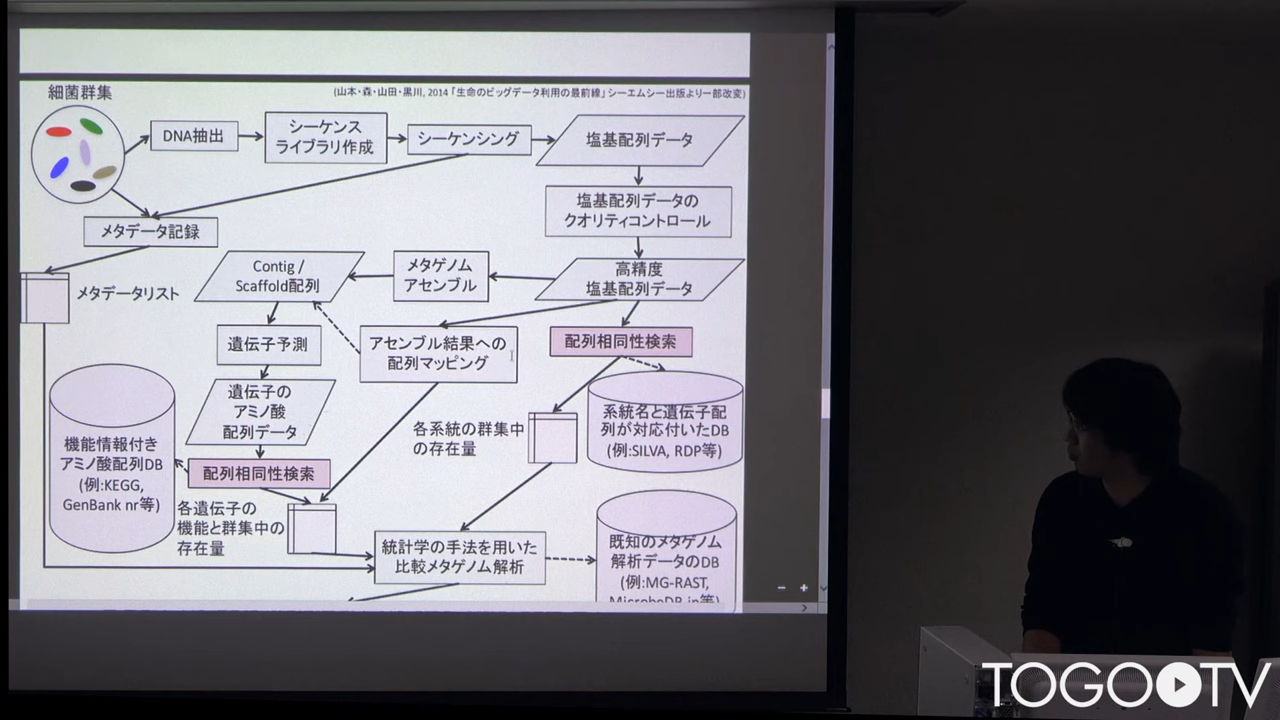 細菌群集
(山本・森・山田・黒川, 2014「生命のビッグデータ利用の最前線」シーエムシー出版より一部改変)
DNA抽出
シーケンス
ライブラリ作成
シーケンシング
塩基配列データ
塩基配列データの
クオリティコントロール
メタデータ記録
メタデータリスト
Contig /
Scaffold配列
メタゲノム
アセンブル
高精度
塩基配列データ
遺伝子予測
アセンブル結果への
配列マッピング
配列相同性検索
遺伝子の
アミノ酸
配列データ
各系統の群集中
の存在量
系統名と遺伝子配
列が対応付いたDB
(例:SILVA, RDP等)
機能情報付き
アミノ酸配列DB
(例:KEGG,
GenBank nr等)
配列相同性検索
各遺伝子の
機能と群集中の
存在量
統計学の手法を用いた
比較メタゲノム解析
既知のメタゲノム
解析データのDB
(例:MG-RAST,
MicrobeDB.jp等)
TOGO TV